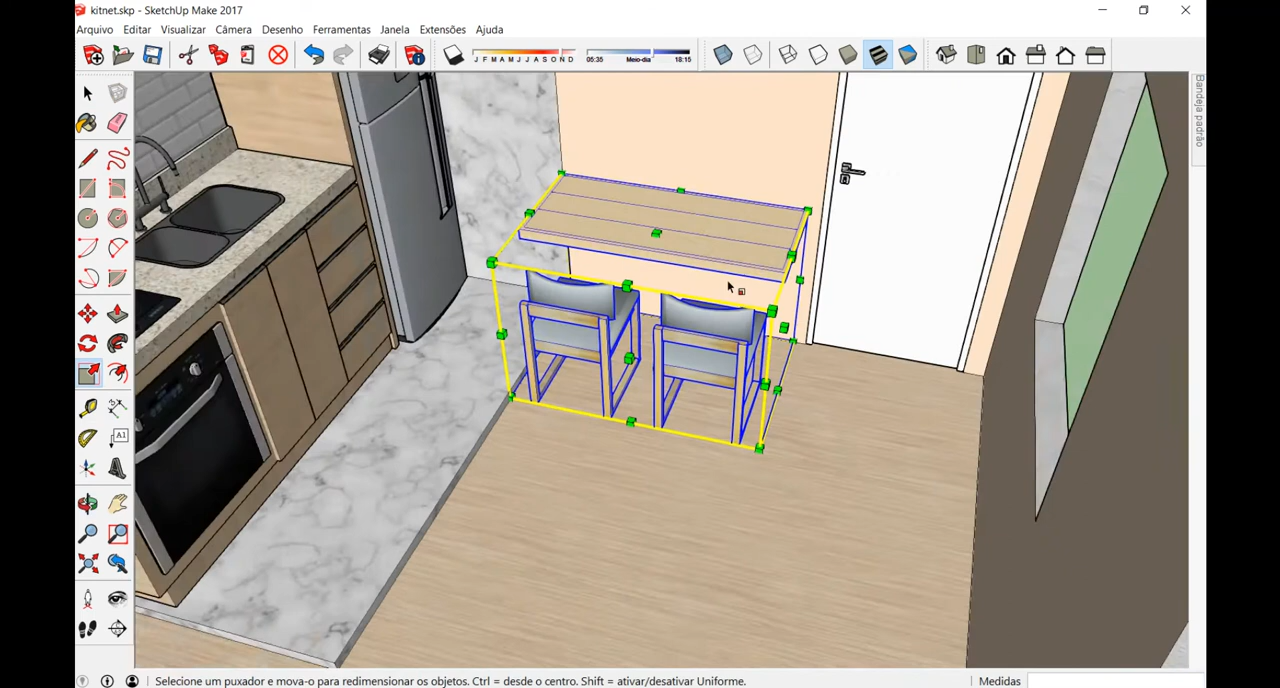 kitnet.skp - SketchUp Make 2017
Arquivo Editar Visualizar Câmera Desenho Ferramentas Janela Extensões Ajuda
J F M A M J J A S O N D 05:35 Meio-dia 18:15
Bandeja padrão
A1
Selecione um puxador e mova-o para redimensionar os objetos. Ctrl = desde o centro. Shift = ativar/desativar Uniforme. Medidas